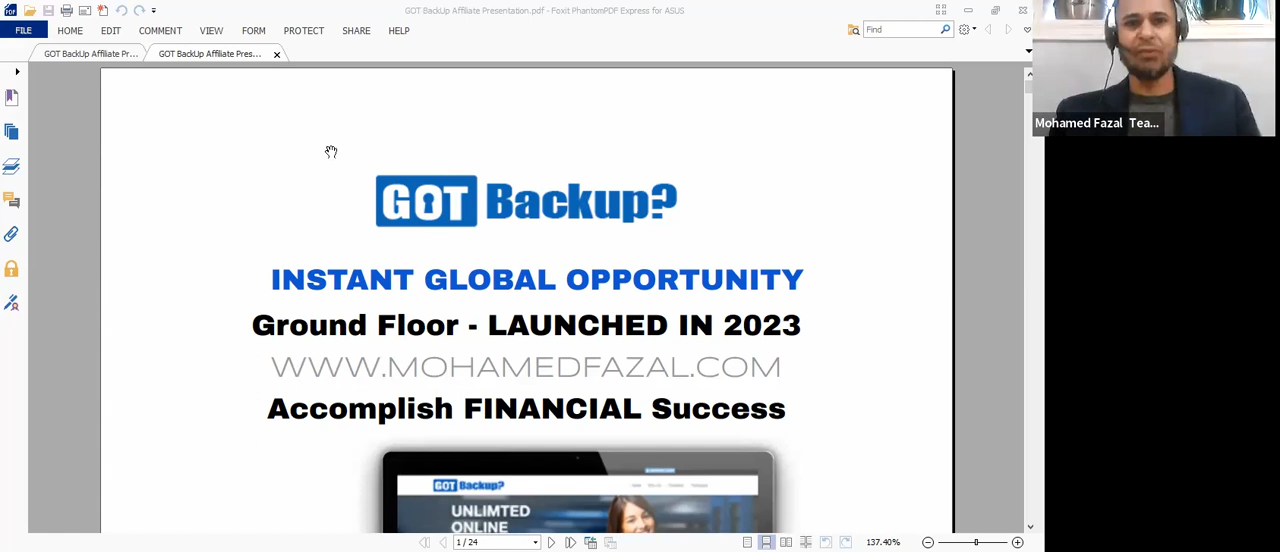 GOT BackUp Affiliate Presentation.pdf - Foxit PhantomPDF Express for ASUS
FILE HOME EDIT COMMENT VIEW FORM PROTECT SHARE HELP
Find
GOT BackUp Affiliate Pr...
GOT BackUp Affiliate Pres...
Mohamed Fazal Tea...
GOT Backup?
INSTANT GLOBAL OPPORTUNITY
Ground Floor - LAUNCHED IN 2023
WWW.MOHAMEDFAZAL.COM
Accomplish FINANCIAL Success
GOT Backup?
UNLIMTED
ONLINE
1 / 24
137.40%